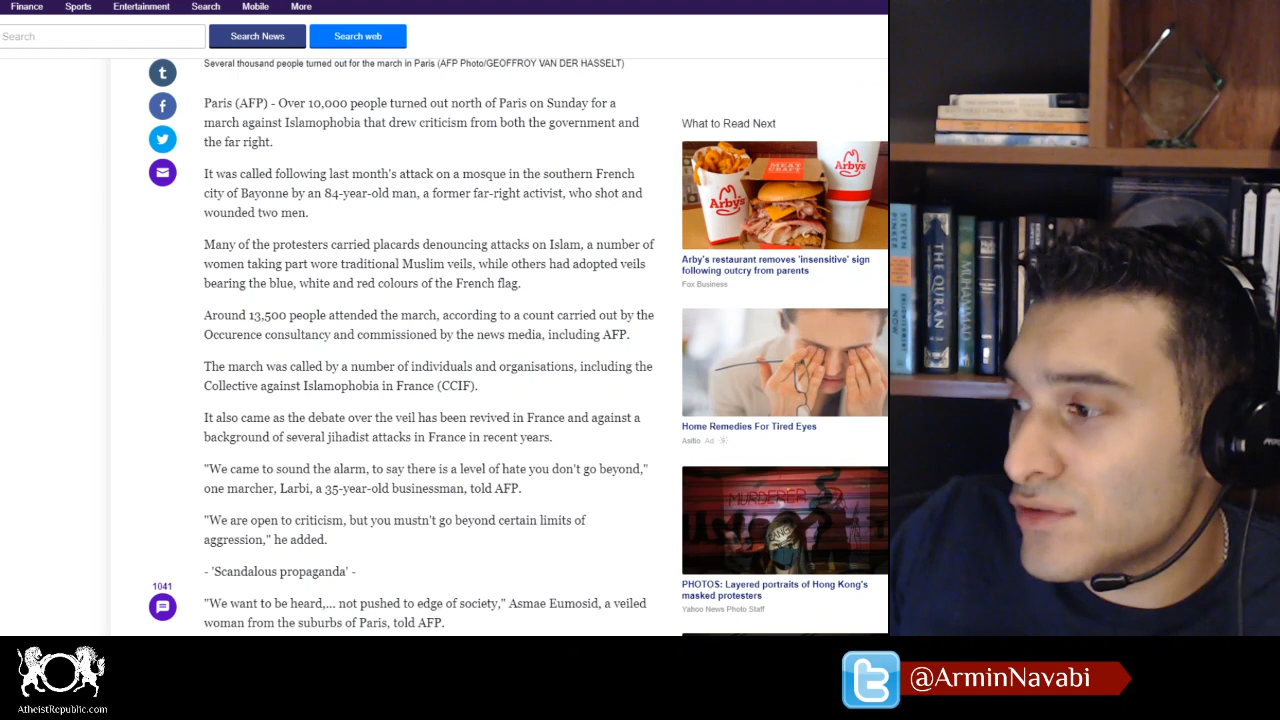 Finance Sports Entertainment Search Mobile More
Search
Search News
Search web
Several thousand people turned out for the march in Paris (AFP Photo/GEOFFROY VAN DER HASSELT)
Paris (AFP) - Over 10,000 people turned out north of Paris on Sunday for a
march against Islamophobia that drew criticism from both the government and
the far right.
It was called following last month's attack on a mosque in the southern French
city of Bayonne by an 84-year-old man, a former far-right activist, who shot and
wounded two men.
Many of the protesters carried placards denouncing attacks on Islam, a number of
women taking part wore traditional Muslim veils, while others had adopted veils
bearing the blue, white and red colours of the French flag.
Around 13,500 people attended the march, according to a count carried out by the
Occurence consultancy and commissioned by the news media, including AFP.
The march was called by a number of individuals and organisations, including the
Collective against Islamophobia in France (CCIF).
It also came as the debate over the veil has been revived in France and against a
background of several jihadist attacks in France in recent years.
"We came to sound the alarm, to say there is a level of hate you don't go beyond,"
one marcher, Larbi, a 35-year-old businessman, told AFP.
"We are open to criticism, but you mustn't go beyond certain limits of
aggression," he added.
- 'Scandalous propaganda' -
"We want to be heard,... not pushed to edge of society," Asmae Eumosid, a veiled
woman from the suburbs of Paris, told AFP.
1041
What to Read Next
Arby's
MEAT
CRAFT
Arby's
Arby's restaurant removes 'insensitive' sign
following outcry from parents
Fox Business
Home Remedies For Tired Eyes
Asilio Ad
MURDERER
PHOTOS: Layered portraits of Hong Kong's
masked protesters
Yahoo News Photo Staff
STEVEN
PINKER
ENLIGHTENMENT
NOW
THE QURAN
MUHAMMAD
AtheistRepublic.com
@ArminNavabi